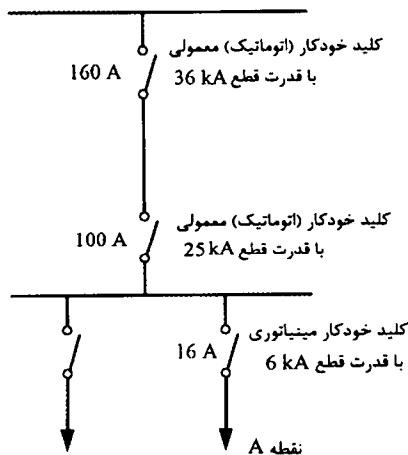 کلید خودکار (اتوماتیک) معمولی
160 A
با قدرت قطع 36 kA
کلید خودکار (اتوماتیک) معمولی
100 A
با قدرت قطع 25 kA
کلید خودکار مینیاتوری
16 A
با قدرت قطع 6 kA
نقطه A